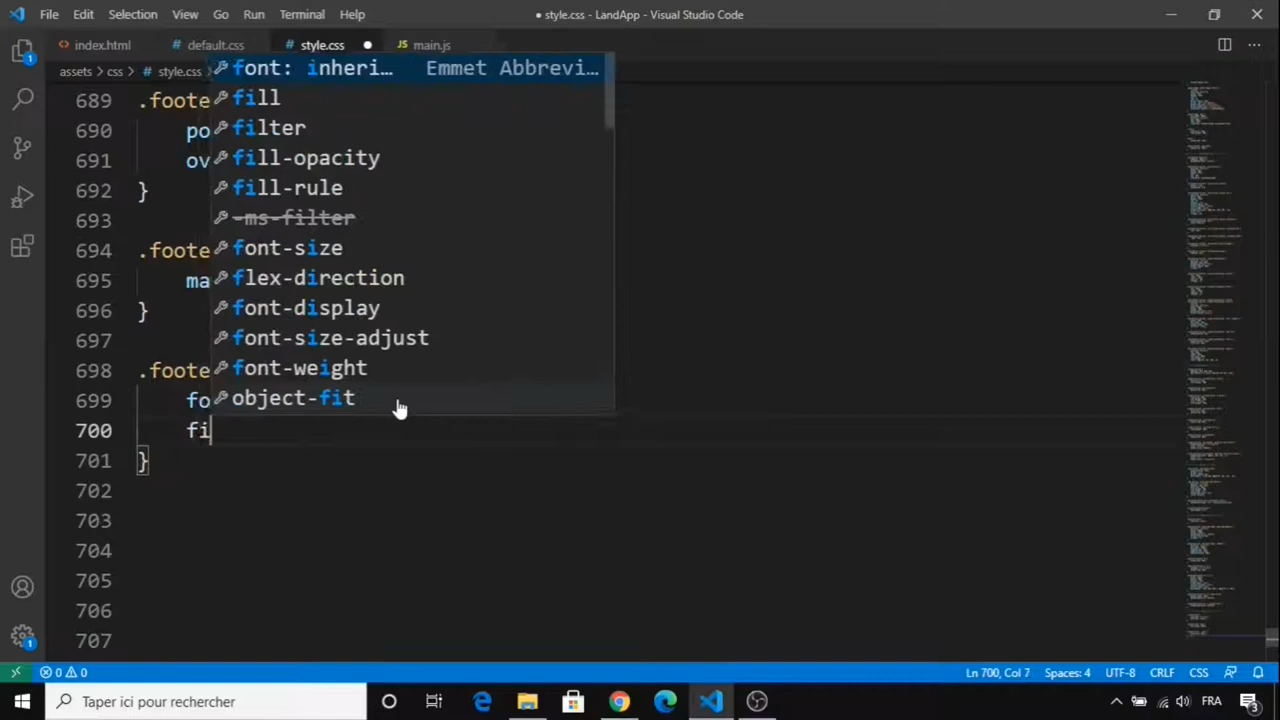 File Edit Selection View Go Run Terminal Help ● style.css - LandApp - Visual Studio Code
index.html default.css style.css ● JS main.js
assets > css > # style.css
font: inheri… Emmet Abbrevi…
fill
filter
fill-opacity
fill-rule
-ms-filter
font-size
flex-direction
font-display
font-size-adjust
font-weight
object-fit
689 .foote
690 po
691 ov
692 }
693
694 .foote
695 ma
696 }
697
698 .foote
699 fo
700 fi
701 }
702
703
704
705
706
707
0 0 Ln 700, Col 7 Spaces: 4 UTF-8 CRLF CSS
Taper ici pour rechercher FRA 3